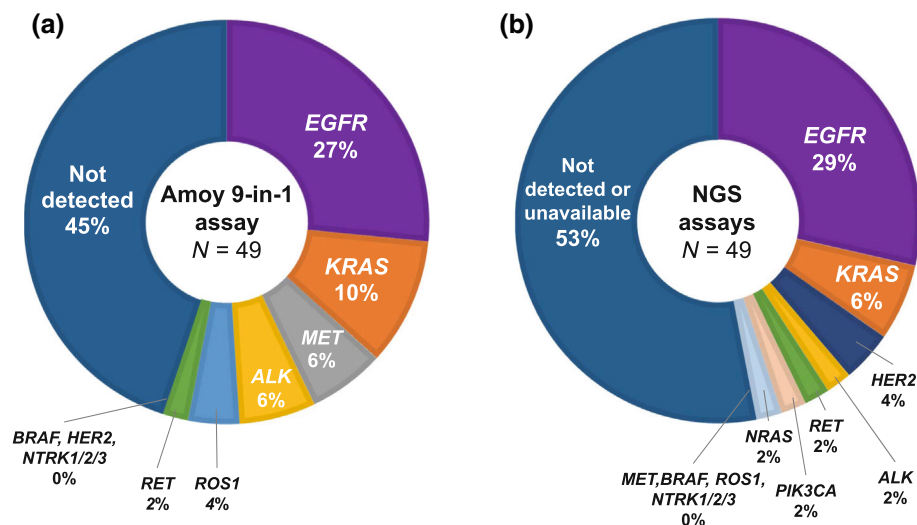 (a)
EGFR
27%
KRAS
10%
MET
6%
ALK
6%
ROS1
4%
RET
2%
BRAF, HER2,
NTRK1/2/3
0%
Not
detected
45%
Amoy 9-in-1
assay
N = 49
(b)
EGFR
29%
KRAS
6%
HER2
4%
ALK
2%
RET
2%
PIK3CA
2%
NRAS
2%
MET,BRAF, ROS1,
NTRK1/2/3
0%
Not
detected or
unavailable
53%
NGS
assays
N = 49